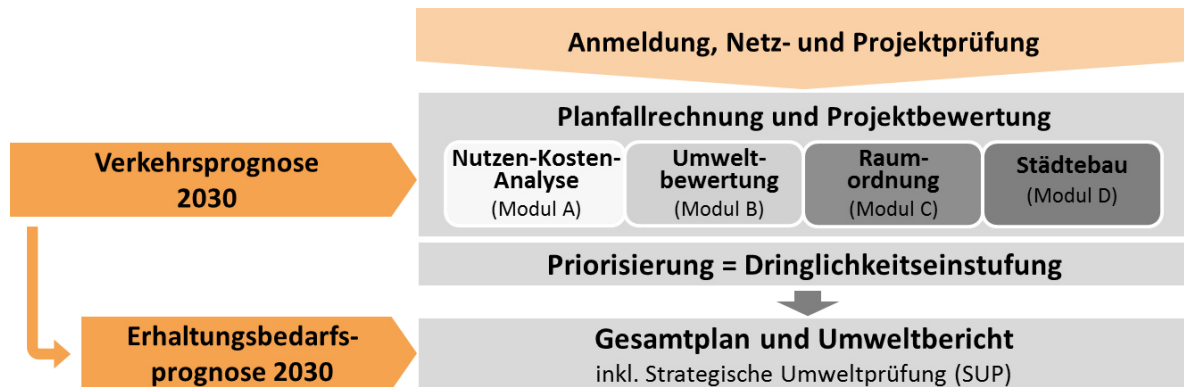 Anmeldung, Netz- und Projektprüfung
Planfallrechnung und Projektbewertung
Verkehrsprognose
2030
Nutzen-Kosten-
Analyse
(Modul A)
Umwelt-
bewertung
(Modul B)
Raum-
ordnung
(Modul C)
Städtebau
(Modul D)
Priorisierung = Dringlichkeitseinstufung
Erhaltungsbedarfs-
prognose 2030
Gesamtplan und Umweltbericht
inkl. Strategische Umweltprüfung (SUP)